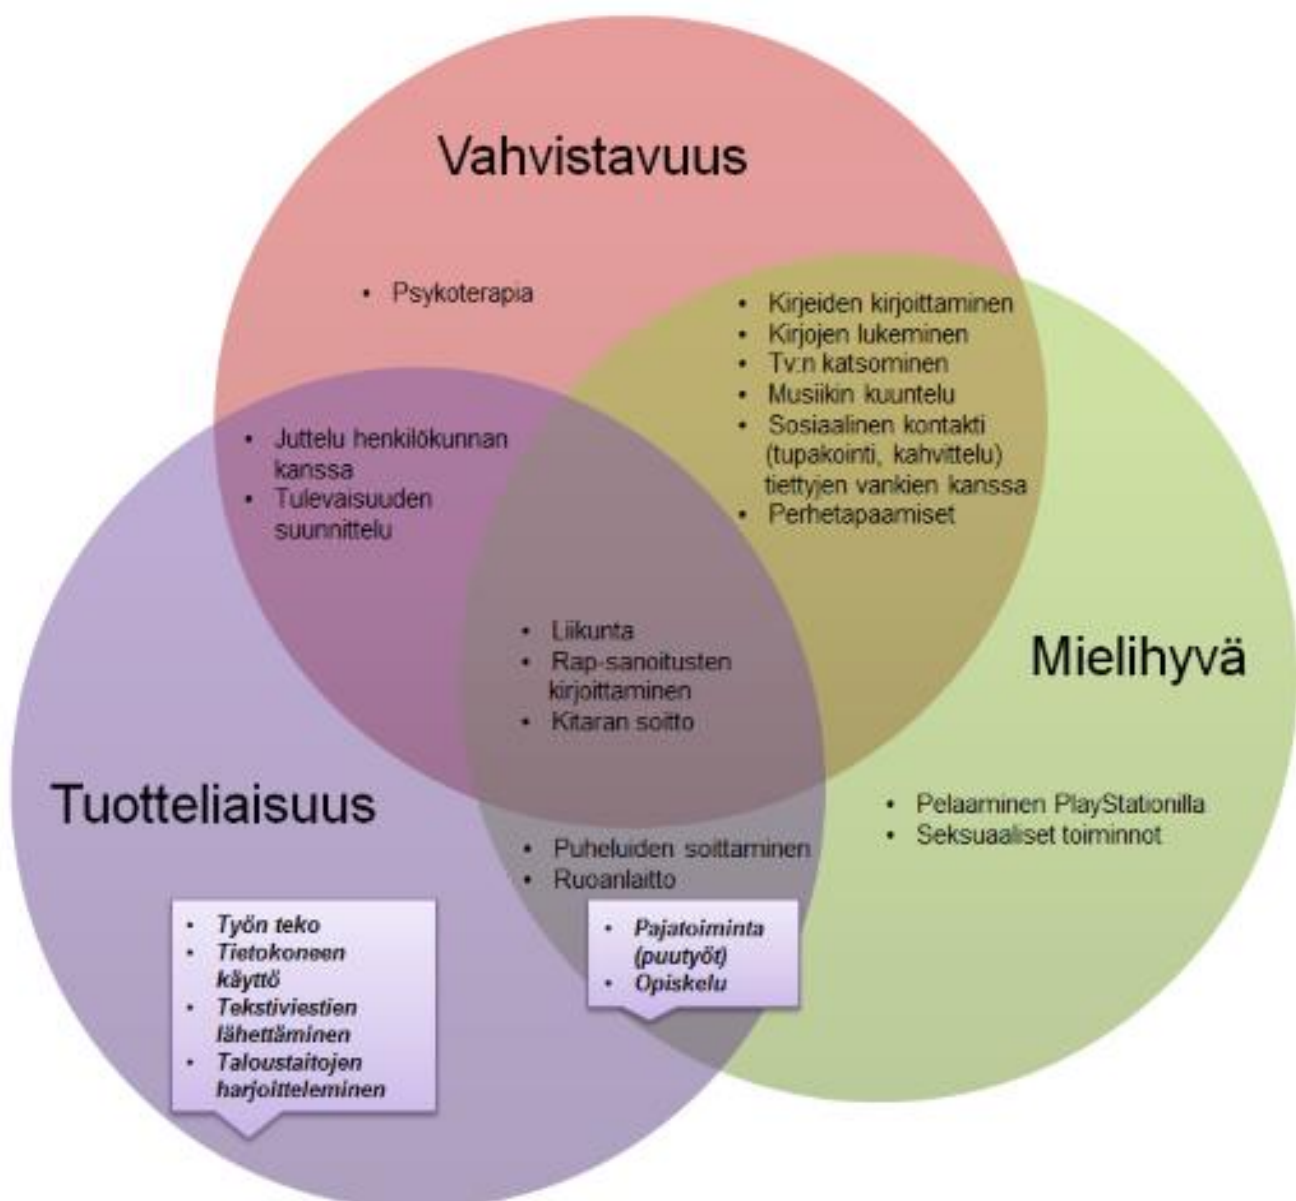 Vahvistavuus
• Psykoterapia
• Kirjeiden kirjoittaminen
• Kirjojen lukeminen
• Tv:n katsominen
• Musiikin kuuntelu
• Sosiaalinen kontakti
(tupakointi, kahvittelu)
tiettyjen vankien kanssa
• Perhetapaamiset
• Juttelu henkilökunnan
kanssa
• Tulevaisuuden
suunnittelu
• Liikunta
• Rap-sanoitusten
kirjoittaminen
• Kitaran soitto
Mielihyvä
• Pelaaminen PlayStationilla
• Seksuaaliset toiminnot
Tuotteliaisuus
• Puheluiden soittaminen
• Ruoanlaitto
• Työn teko
• Tietokoneen
käyttö
• Tekstiviestien
lähettäminen
• Taloustaitojen
harjoitteleminen
• Pajatoiminta
(puutyöt)
• Opiskelu